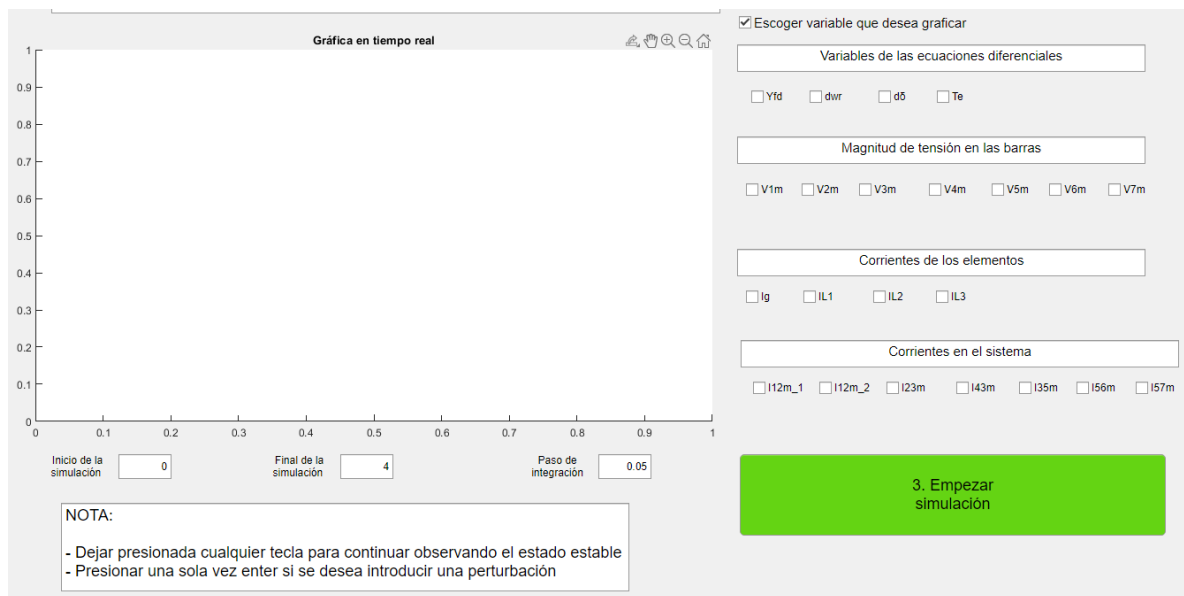 Gráfica en tiempo real
1
0.9
0.8
0.7
0.6
0.5
0.4
0.3
0.2
0.1
0
0 0.1 0.2 0.3 0.4 0.5 0.6 0.7 0.8 0.9 1
Inicio de la
simulación
0
Final de la
simulación
4
Paso de
integración
0.05
NOTA:
- Dejar presionada cualquier tecla para continuar observando el estado estable
- Presionar una sola vez enter si se desea introducir una perturbación
Escoger variable que desea graficar
Variables de las ecuaciones diferenciales
Yfd dwr dδ Te
Magnitud de tensión en las barras
V1m V2m V3m V4m V5m V6m V7m
Corrientes de los elementos
Ig IL1 IL2 IL3
Corrientes en el sistema
I12m_1 I12m_2 I23m I43m I35m I56m I57m
3. Empezar
simulación